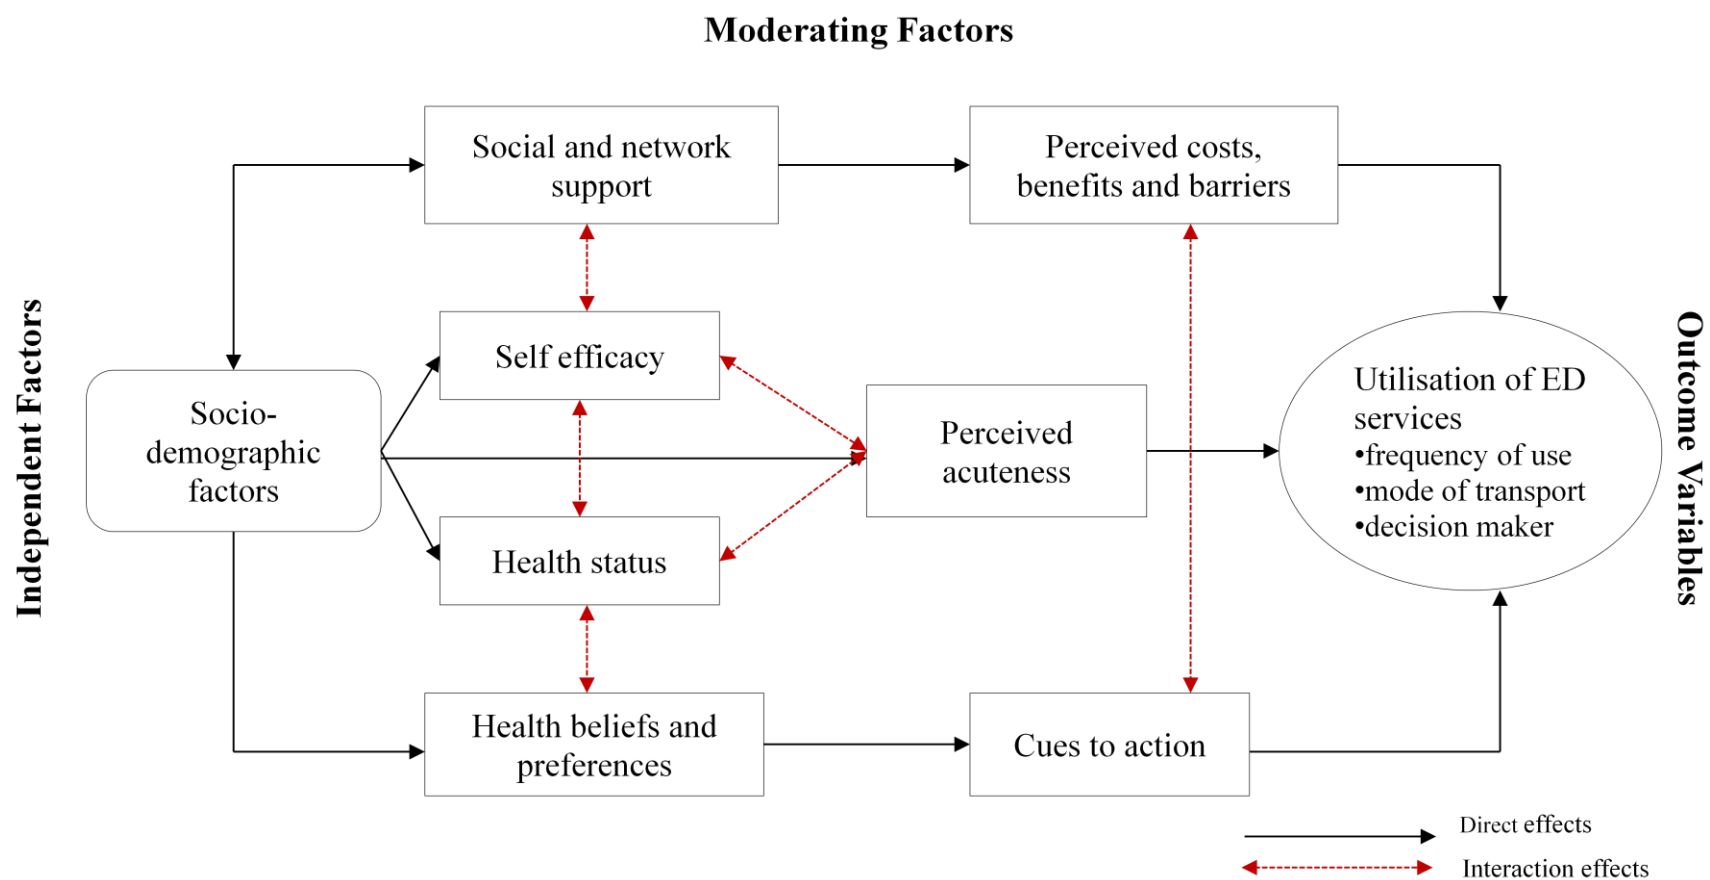 Moderating Factors
Social and network
support
Perceived costs,
benefits and barriers
Independent Factors
Socio-
demographic
factors
Self efficacy
Health status
Perceived
acuteness
Utilisation of ED
services
•frequency of use
•mode of transport
•decision maker
Outcome Variables
Health beliefs and
preferences
Cues to action
Direct effects
Interaction effects